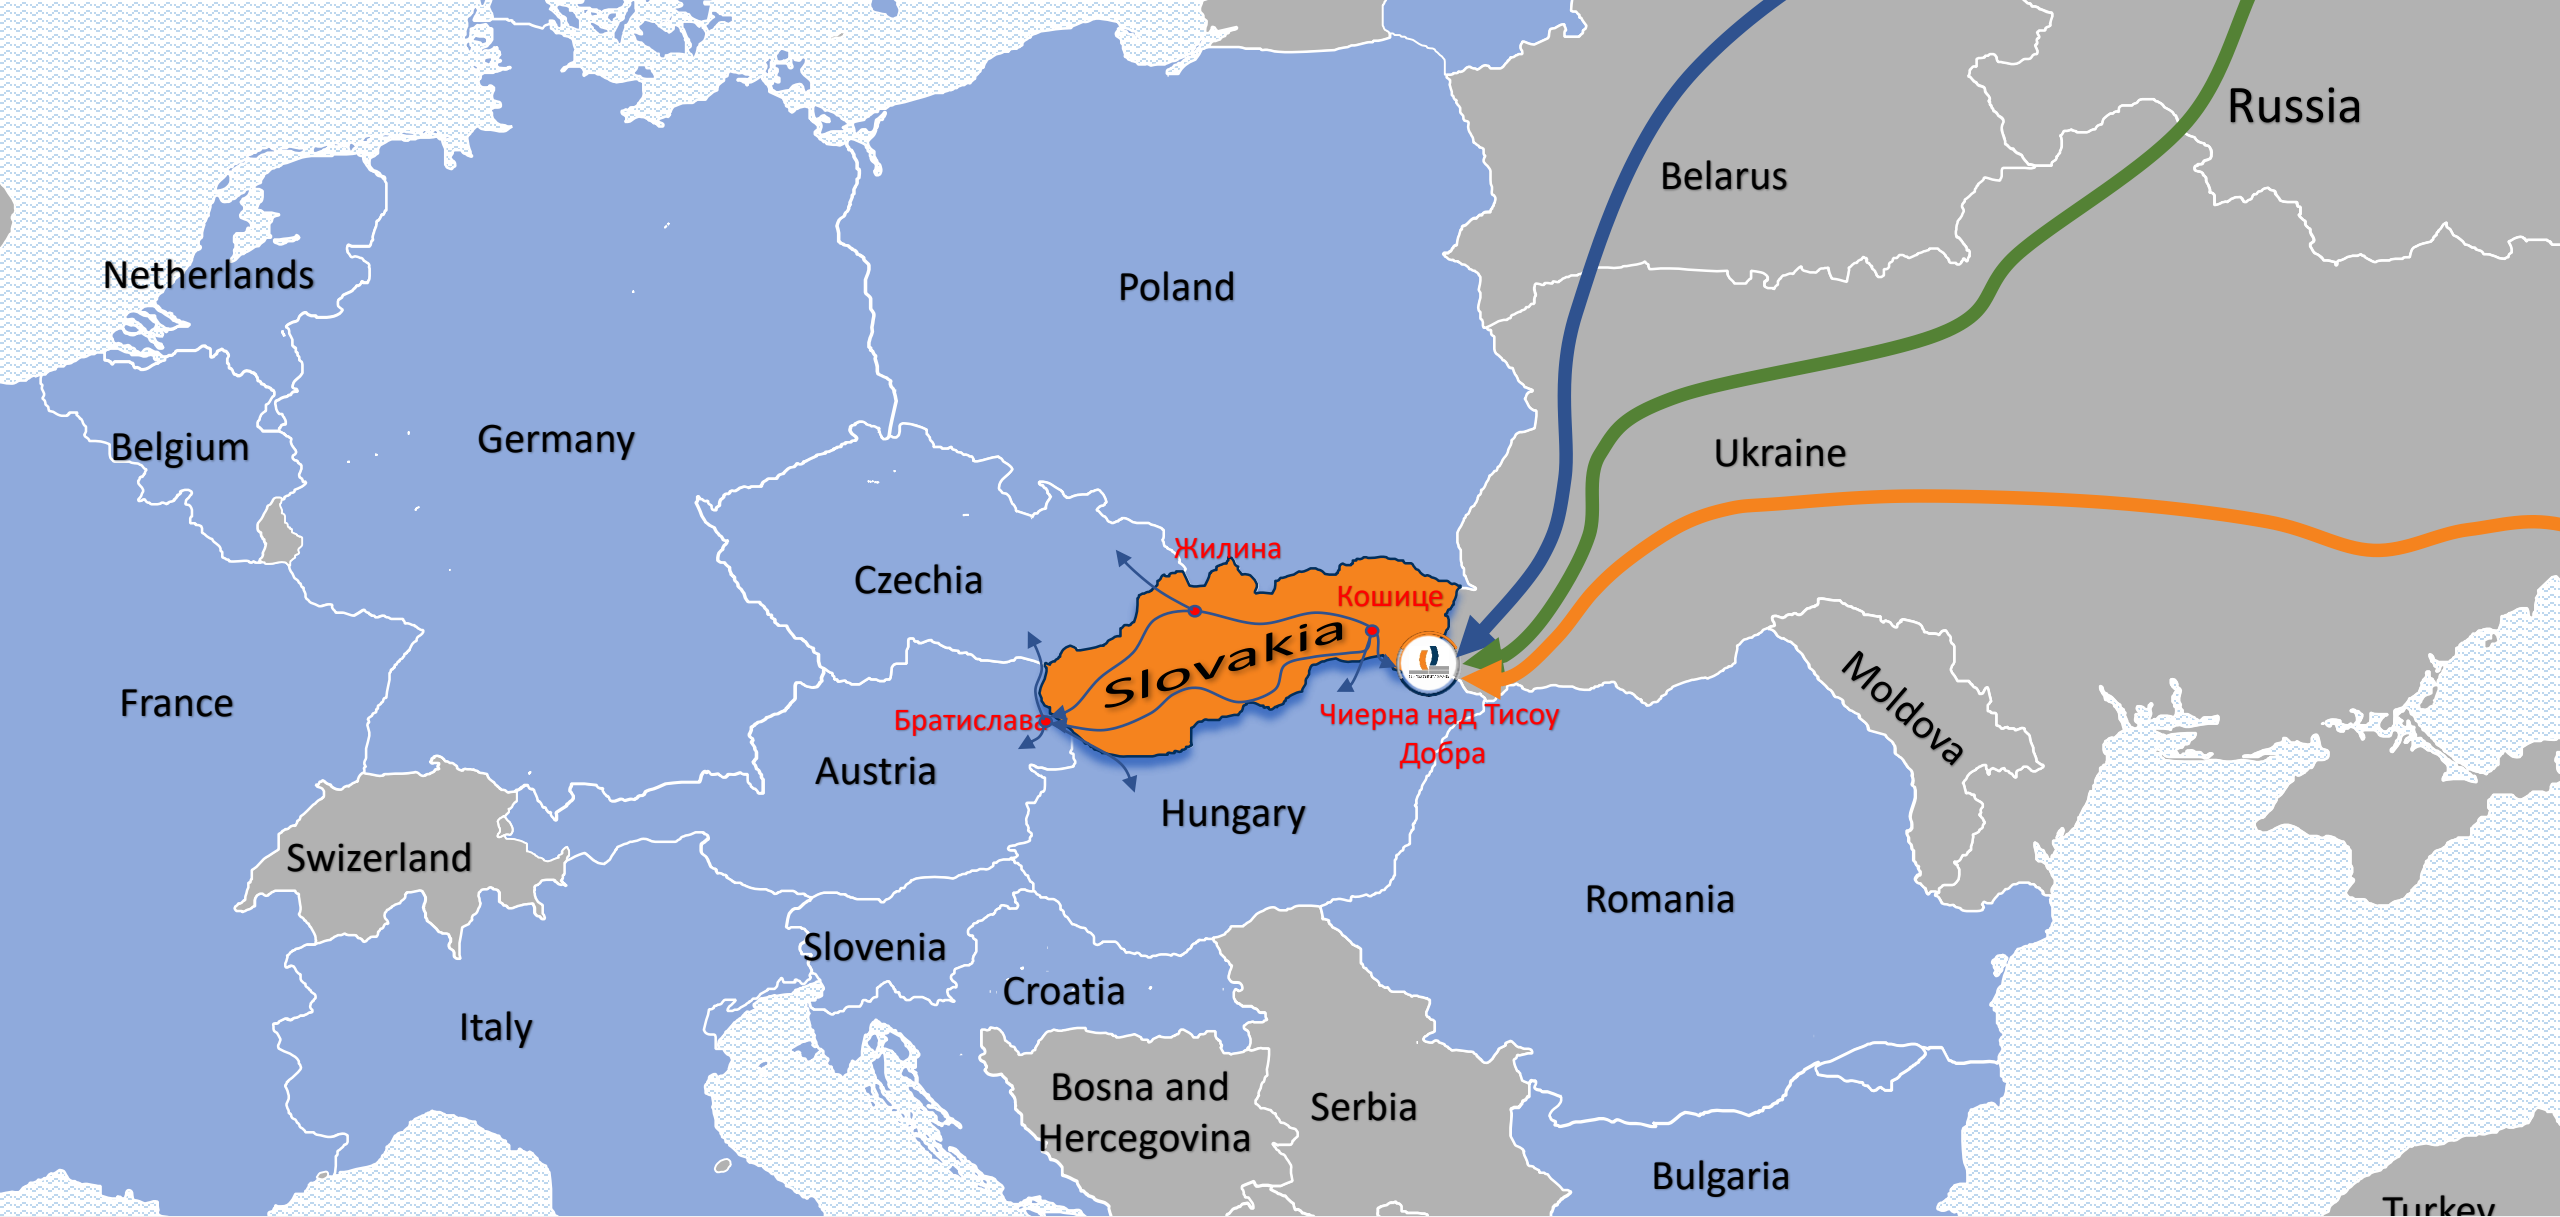 Russia
Belarus
Netherlands
Poland
Belgium
Germany
Ukraine
Жилина
Czechia
Кошице
Slovakia
France
Братислава
Чиерна над Тисоу
Добра
Moldova
Austria
Hungary
Swizerland
Romania
Slovenia
Croatia
Italy
Bosna and
Hercegovina
Serbia
Bulgaria
Turkey